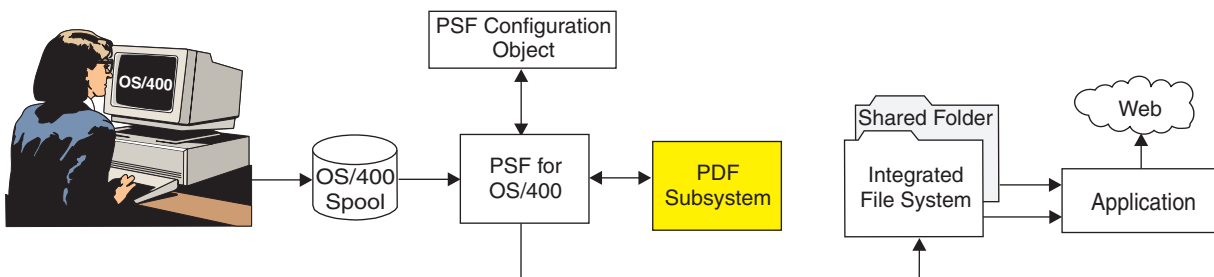 OS/400
OS/400
Spool
PSF Configuration
Object
PSF for
OS/400
PDF
Subsystem
Shared Folder
Integrated
File System
Web
Application